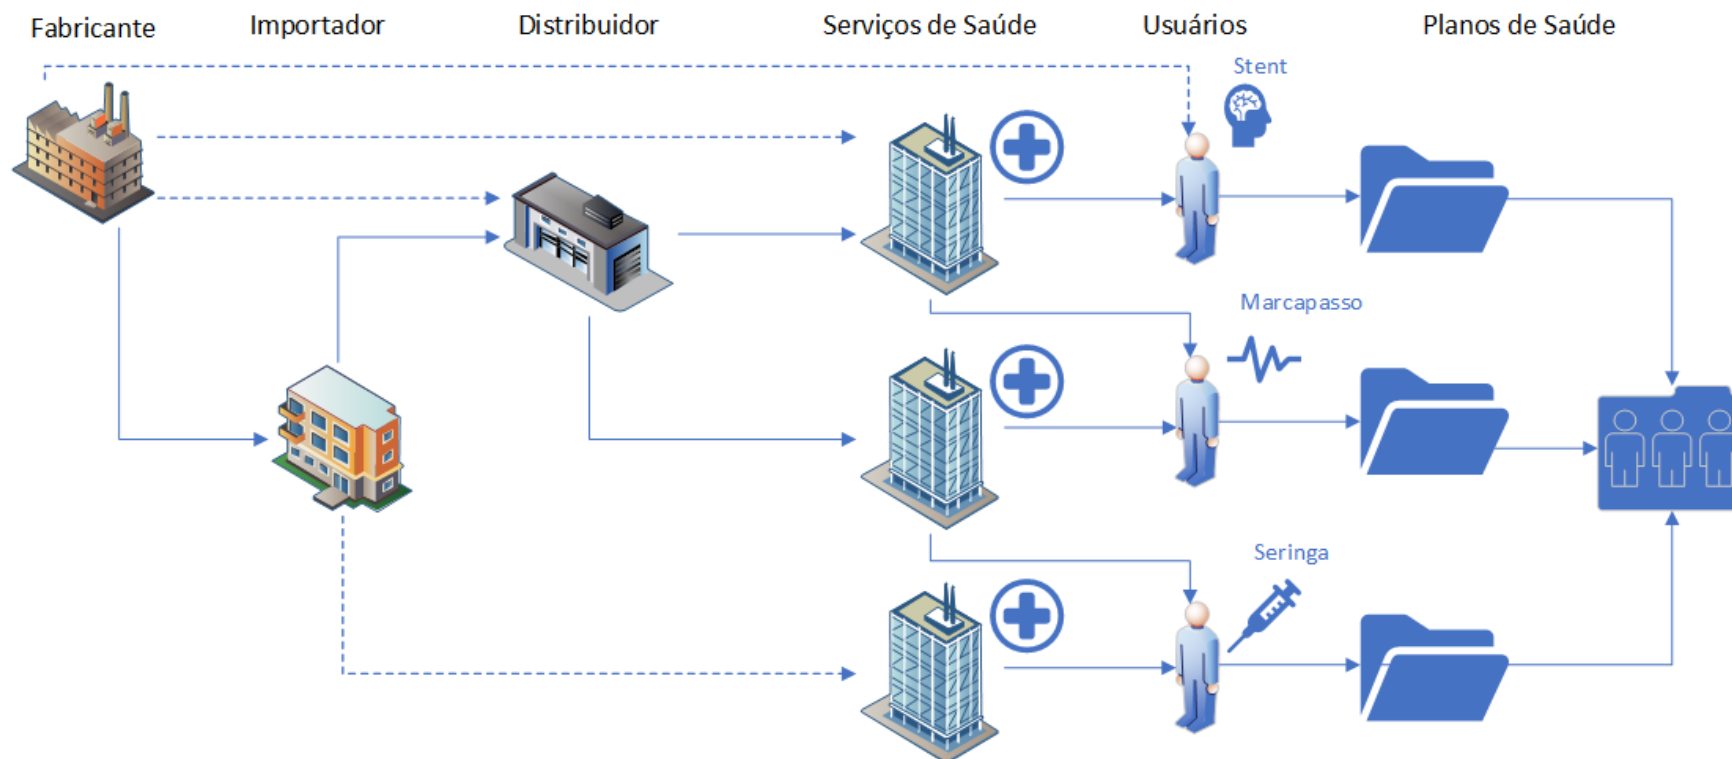 Fabricante
Importador
Distribuidor
Serviços de Saúde
Usuários
Planos de Saúde
Stent
Marcapasso
Seringa